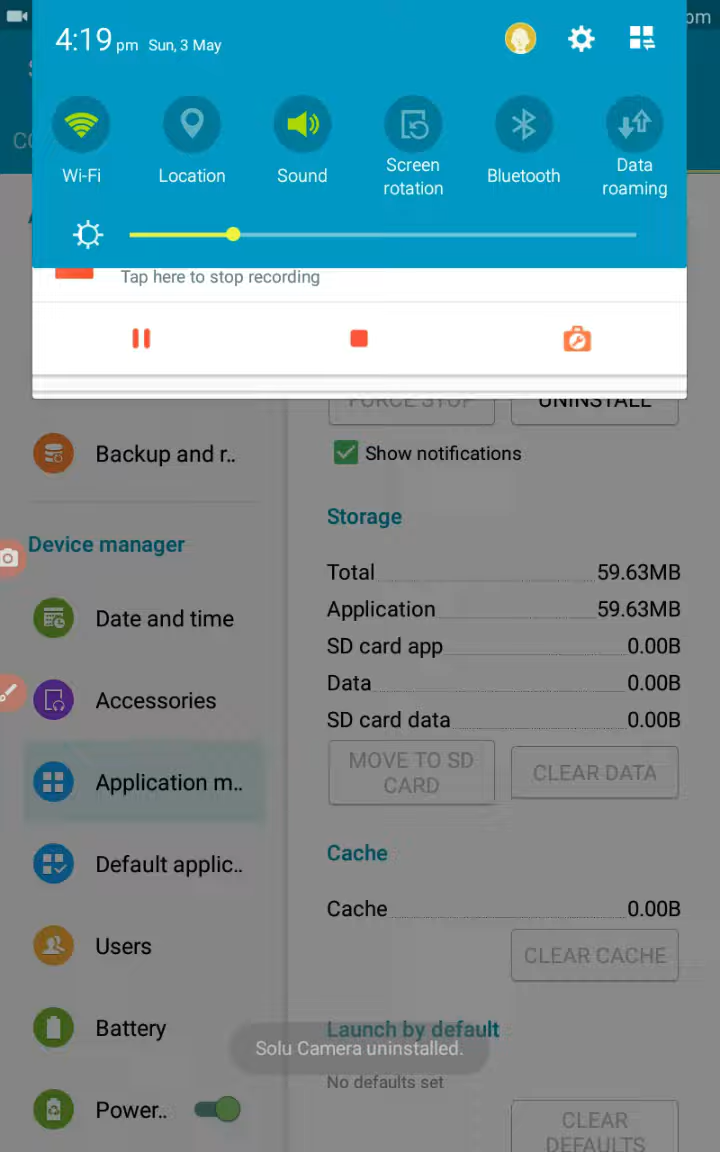 pm
4:19 pm Sun, 3 May
Wi-Fi
Location
Sound
Screen
rotation
Bluetooth
Data
roaming
Tap here to stop recording
FORCE STOP
UNINSTALL
Show notifications
Backup and r..
Storage
Device manager
Total 59.63MB
Application 59.63MB
Date and time
SD card app 0.00B
Data 0.00B
Accessories
SD card data 0.00B
MOVE TO SD
CARD
CLEAR DATA
Application m..
Cache
Default applic..
Cache 0.00B
Users
CLEAR CACHE
Battery
Launch by default
Solu Camera uninstalled.
No defaults set
Power..
CLEAR
DEFAULTS